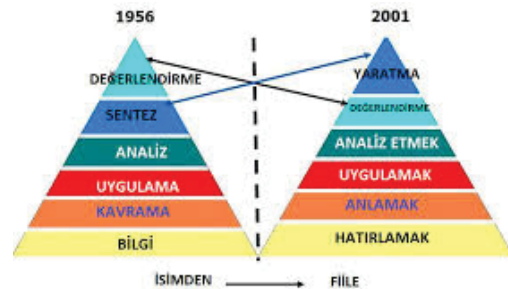 1956
DEĞERLENDİRME
SENTEZ
ANALİZ
UYGULAMA
KAVRAMA
BİLGİ
2001
YARATMA
DEĞERLENDİRME
ANALİZ ETMEK
UYGULAMAK
ANLAMAK
HATIRLAMAK
İSİMDEN FİİLE